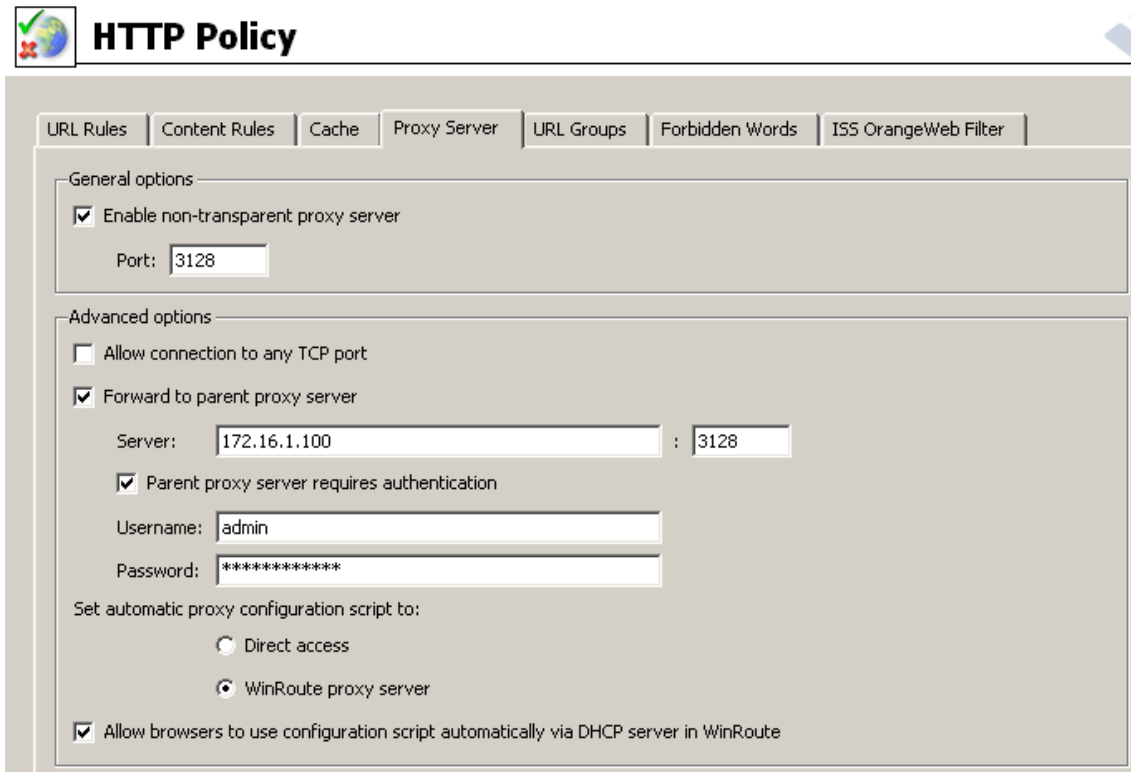 HTTP Policy
URL Rules Content Rules Cache Proxy Server URL Groups Forbidden Words ISS OrangeWeb Filter
General options
Enable non-transparent proxy server
Port: 3128
Advanced options
Allow connection to any TCP port
Forward to parent proxy server
Server: 172.16.1.100 : 3128
Parent proxy server requires authentication
Username: admin
Password: ************
Set automatic proxy configuration script to:
Direct access
WinRoute proxy server
Allow browsers to use configuration script automatically via DHCP server in WinRoute